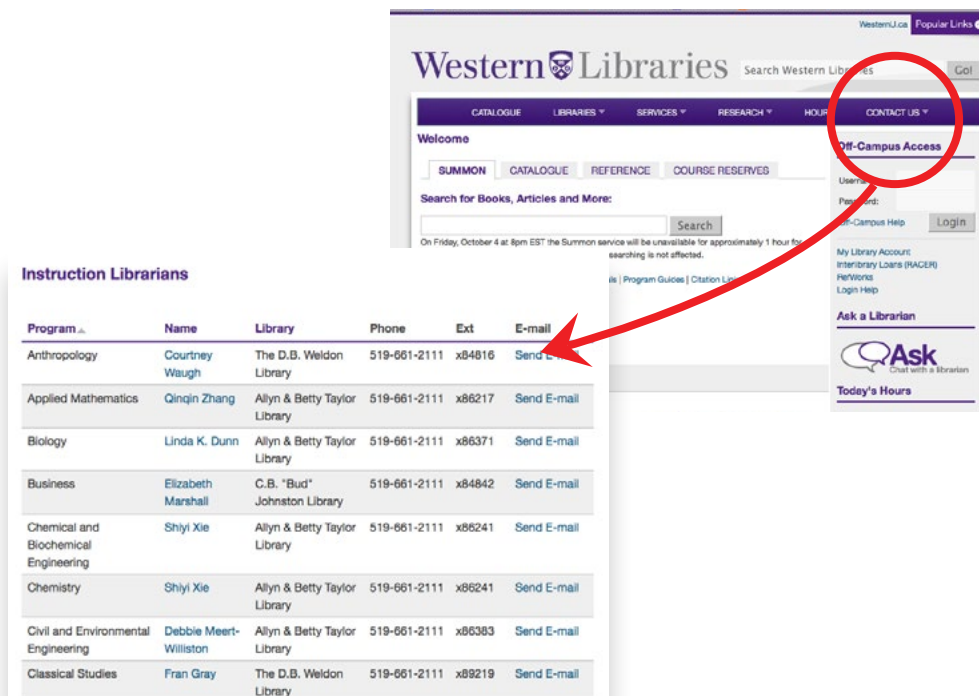 WesternU.ca Popular Links
Western Libraries Search Western Libraries Go!
CATALOGUE LIBRARIES SERVICES RESEARCH HOUR CONTACT US
Welcome
Off-Campus Access
SUMMON CATALOGUE REFERENCE COURSE RESERVES
Search for Books, Articles and More:
Password:
Search
Off-Campus Help Login
On Friday, October 4 at 8pm EST the Summon service will be unavailable for approximately 1 hour for
searching is not affected.
My Library Account
Interlibrary Loans (RACER)
RefWorks
Login Help
Program Guides | Citation
Ask a Librarian
Ask
Chat with a librarian
Today's Hours
Instruction Librarians
Program Name Library Phone Ext E-mail
Anthropology Courtney The D.B. Weldon 519-661-2111 x84816 Send E-mail
Waugh Library
Applied Mathematics Qinqin Zhang Allyn & Betty Taylor 519-661-2111 x86217 Send E-mail
Library
Biology Linda K. Dunn Allyn & Betty Taylor 519-661-2111 x86371 Send E-mail
Library
Business Elizabeth C.B. "Bud" 519-661-2111 x84842 Send E-mail
Marshall Johnston Library
Chemical and Shiyi Xie Allyn & Betty Taylor 519-661-2111 x86241 Send E-mail
Biochemical Library
Engineering
Chemistry Shiyi Xie Allyn & Betty Taylor 519-661-2111 x86241 Send E-mail
Library
Civil and Environmental Debbie Meert- Allyn & Betty Taylor 519-661-2111 x86383 Send E-mail
Engineering Williston Library
Classical Studies Fran Gray The D.B. Weldon 519-661-2111 x89219 Send E-mail
Library